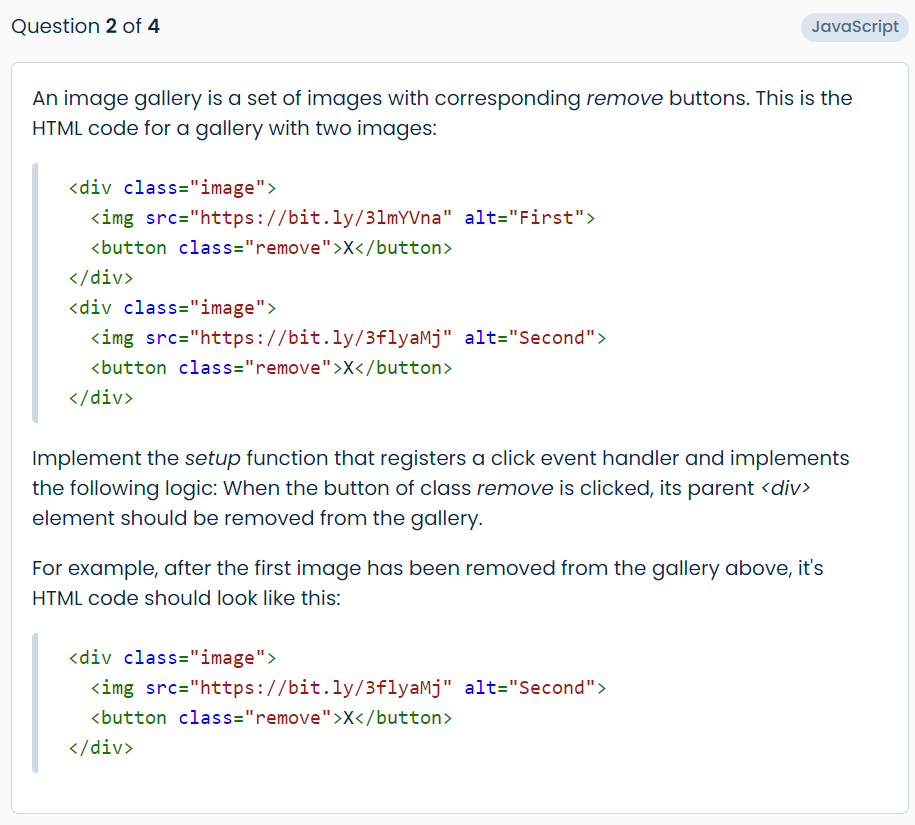 Question 2 of 4
JavaScript
An image gallery is a set of images with corresponding remove buttons. This is the
HTML code for a gallery with two images:
<div class="image">
  <img src="https://bit.ly/3lmYVna" alt="First">
  <button class="remove">X</button>
</div>
<div class="image">
  <img src="https://bit.ly/3flyaMj" alt="Second">
  <button class="remove">X</button>
</div>
Implement the setup function that registers a click event handler and implements
the following logic: When the button of class remove is clicked, its parent <div>
element should be removed from the gallery.
For example, after the first image has been removed from the gallery above, it's
HTML code should look like this:
<div class="image">
  <img src="https://bit.ly/3flyaMj" alt="Second">
  <button class="remove">X</button>
</div>